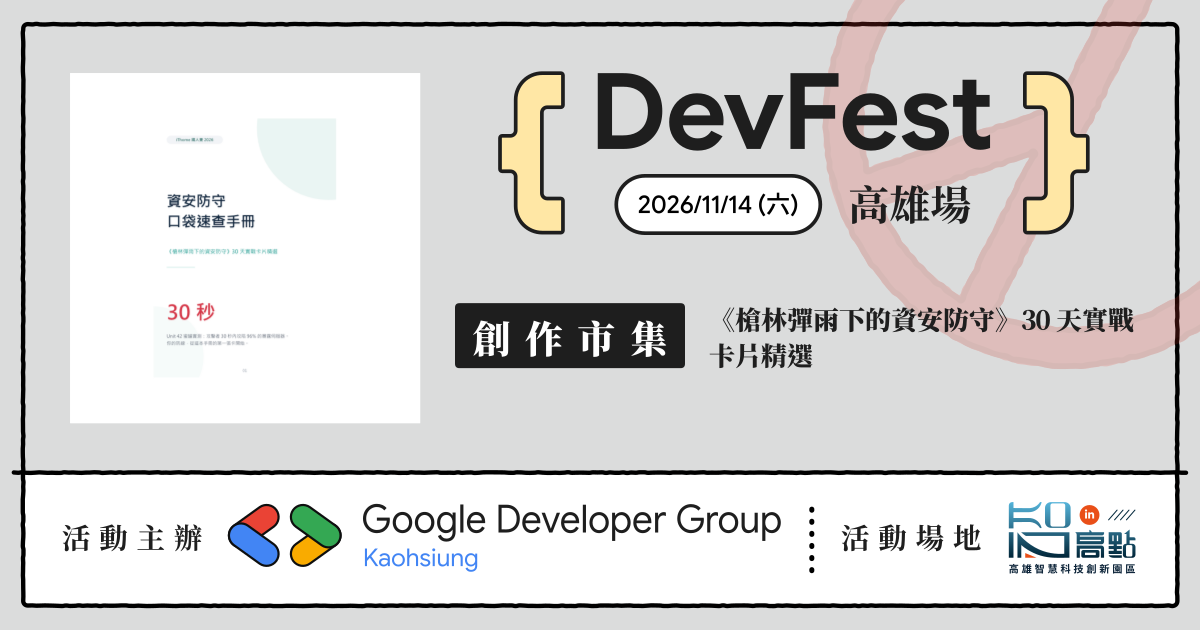 iThome 鐵人賽 2026
資安防守
口袋速查手冊
《槍林彈雨下的資安防守》30 天實戰卡片精選
30 秒
DevFest
2026/11/14 (六)
高雄場
創作市集
《槍林彈雨下的資安防守》30 天實戰
卡片精選
活動主辦
Google Developer Group
Kaohsiung
活動場地
KO
in
IN 高點
高雄智慧科技創新園區